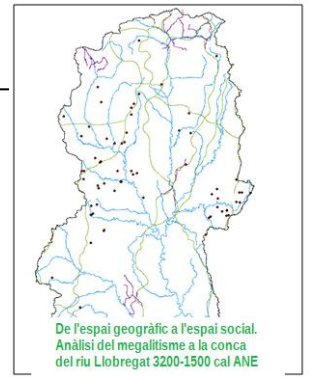 De l'espai geogràfic a l'espai social.
Anàlisi del megalitisme a la conca
del riu Llobregat 3200-1500 cal ANE